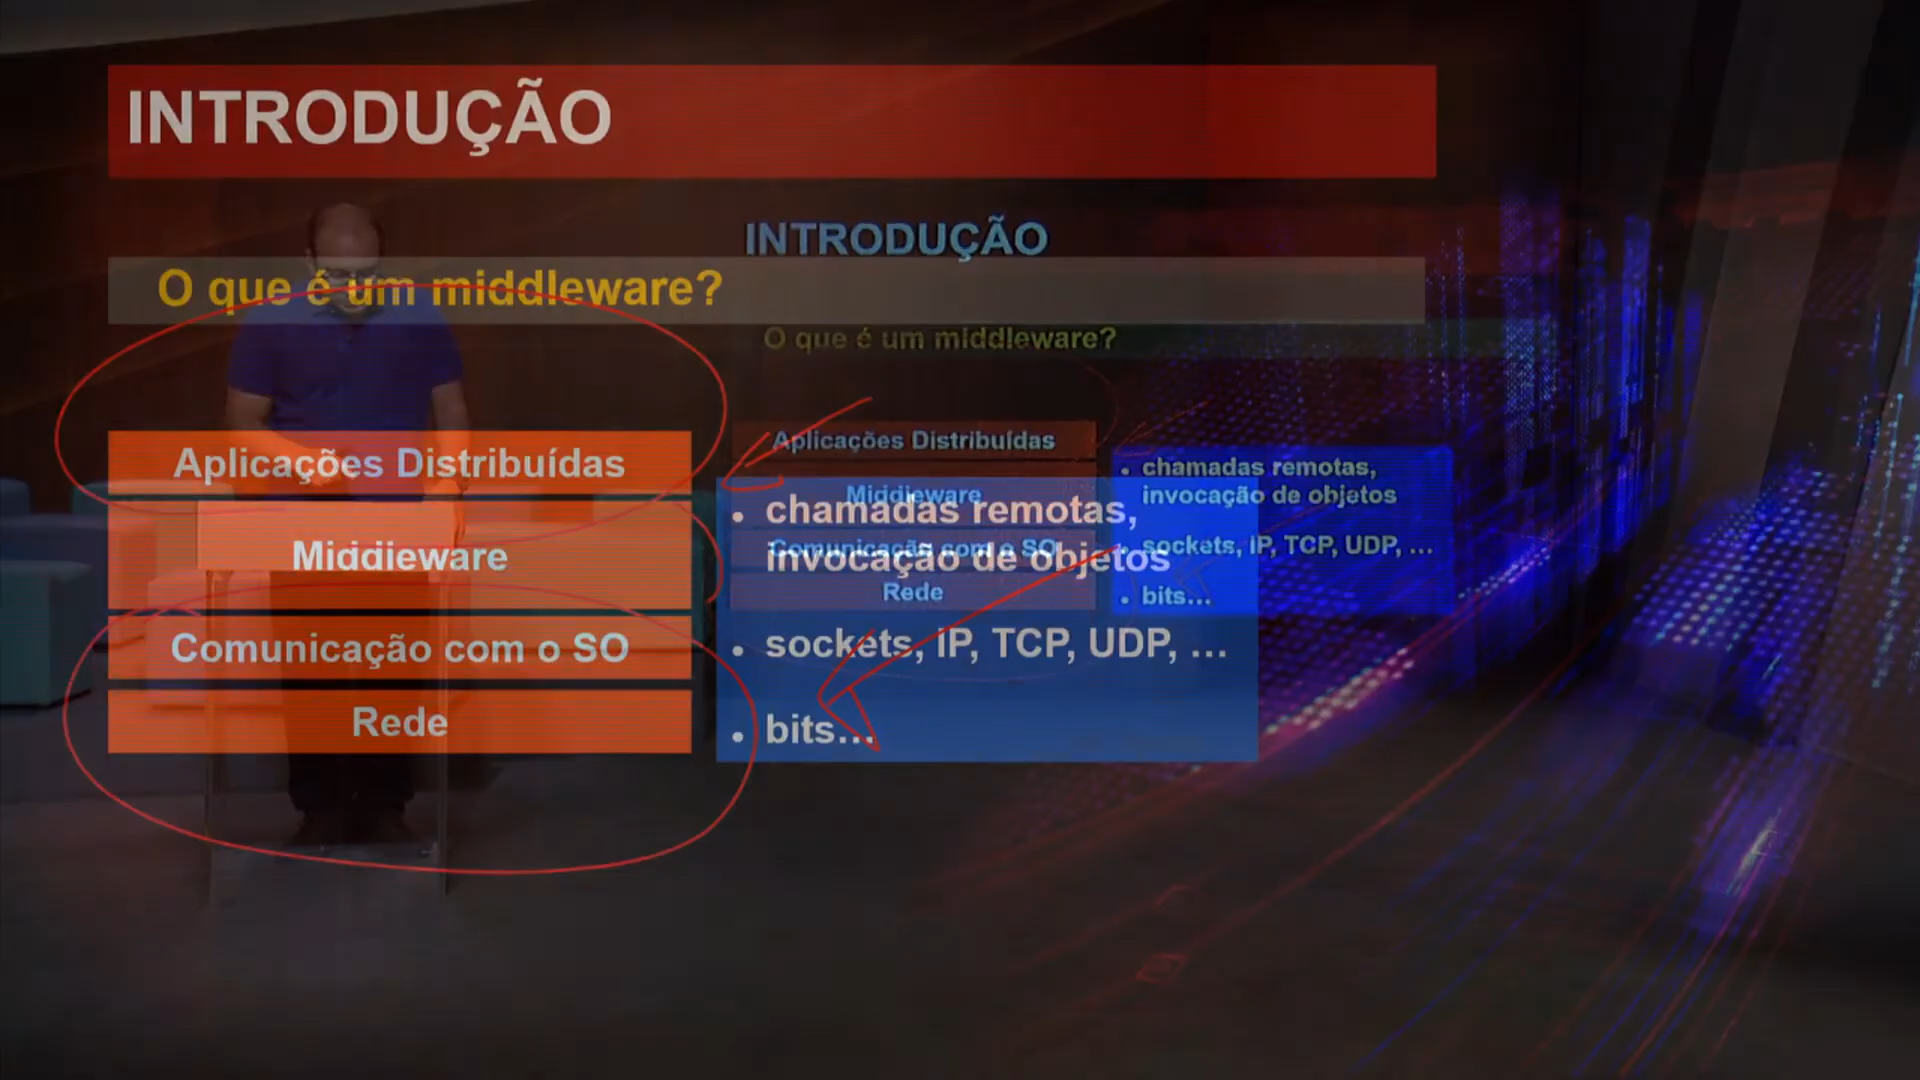 INTRODUÇÃO
O que é um middleware?
Aplicações Distribuídas
Middleware
Comunicação com o SO
Rede
• chamadas remotas,
invocação de objetos
• sockets, IP, TCP, UDP, ...
• bits...
INTRODUÇÃO
O que é um middleware?
Aplicações Distribuídas
Middleware
Comunicação com o SO
Rede
• chamadas remotas,
invocação de objetos
• sockets, IP, TCP, UDP, ...
• bits...